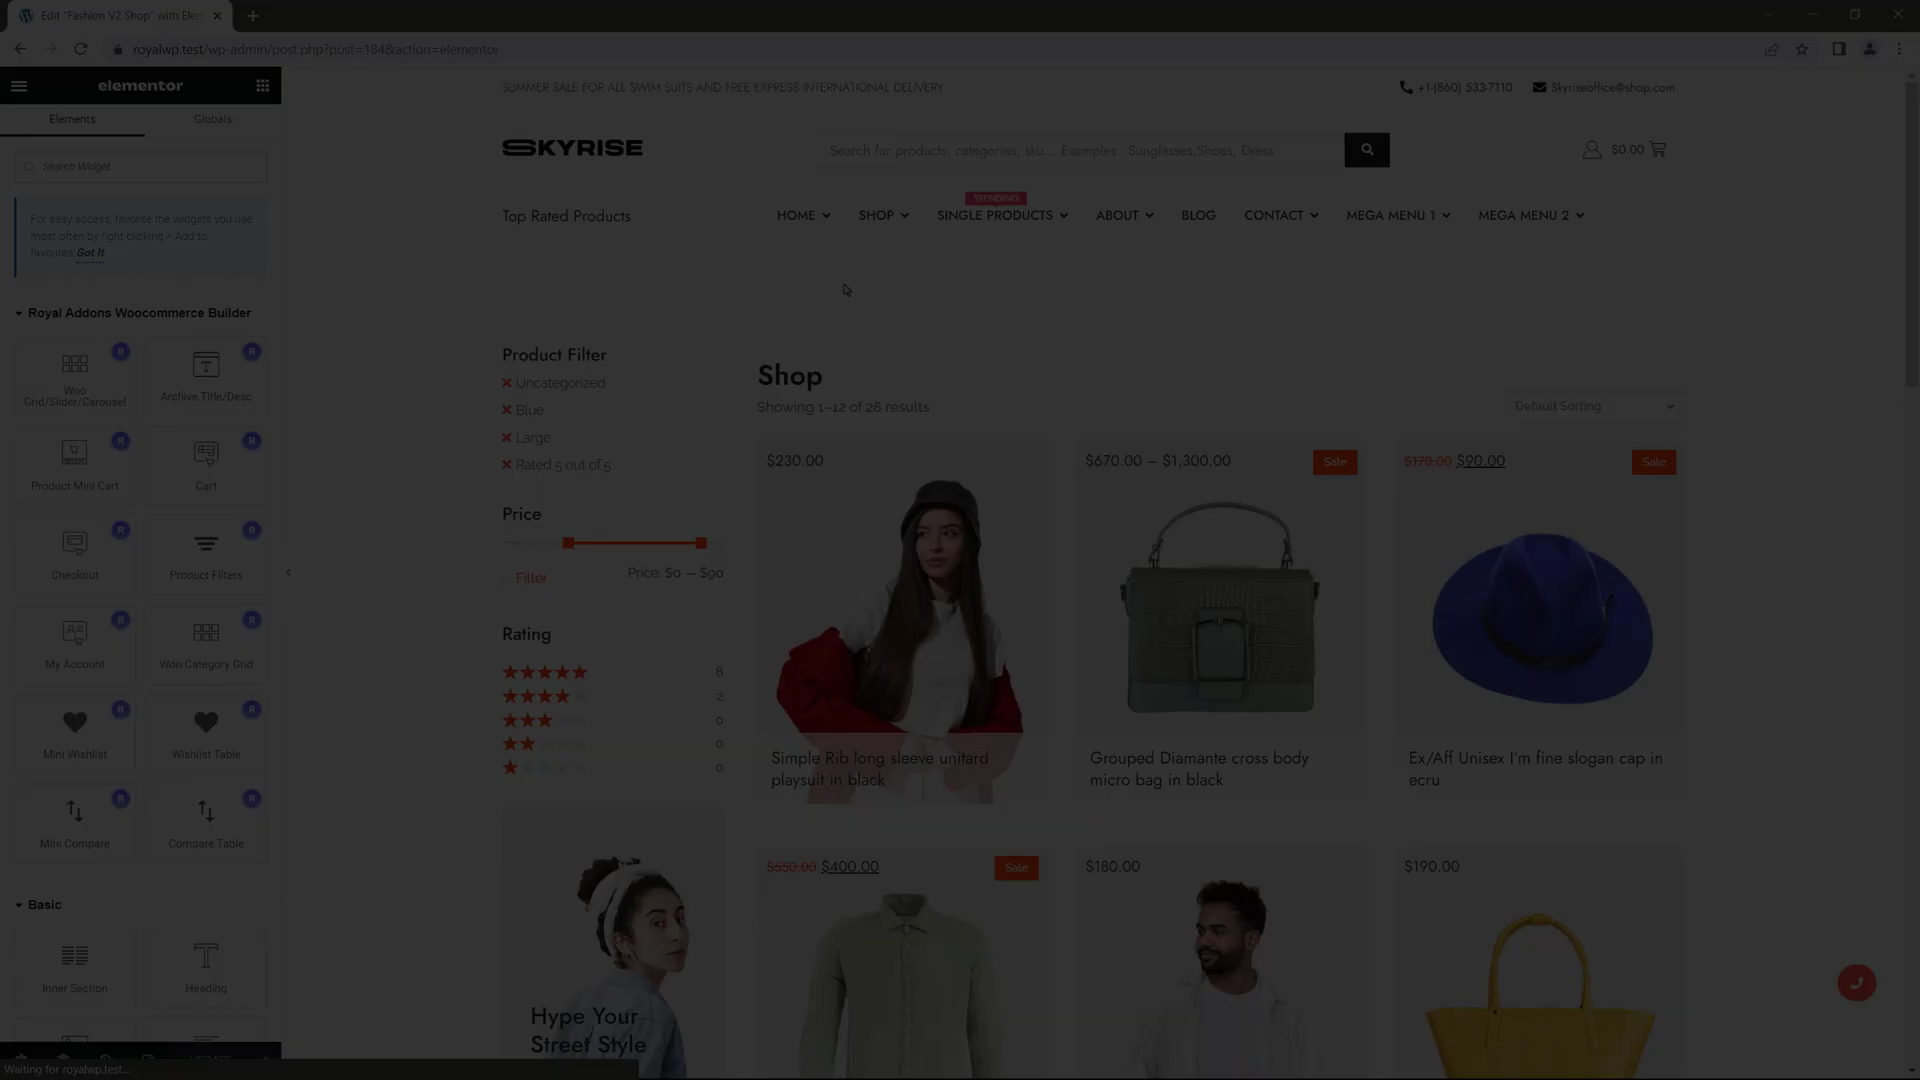 Edit "Fashion V2 Shop" with Elem
royalwp.test/wp-admin/post.php?post=184&action=elementor
elementor
Elements
Globals
Search Widget
For easy access, favorite the widgets you use
most often by right clicking > Add to
favorites. Got It
Royal Addons Woocommerce Builder
Woo
Grid/Slider/Carousel
Archive Title/Desc
Product Mini Cart
Cart
Checkout
Product Filters
My Account
Woo Category Grid
Mini Wishlist
Wishlist Table
Mini Compare
Compare Table
Basic
Inner Section
Heading
UPDATE
Waiting for royalwp.test...
SUMMER SALE FOR ALL SWIM SUITS AND FREE EXPRESS INTERNATIONAL DELIVERY
+1-(860) 533-7110
Skyriseoffice@shop.com
SKYRISE
Search for products, categories, sku... Examples - Sunglasses,Shoes, Dress
$0.00
Top Rated Products
TRENDING
HOME
SHOP
SINGLE PRODUCTS
ABOUT
BLOG
CONTACT
MEGA MENU 1
MEGA MENU 2
Product Filter
Uncategorized
Blue
Large
Rated 5 out of 5
Price
Filter
Price: $0 — $90
Rating
8
2
0
0
0
Hype Your
Street Style
Shop
Showing 1–12 of 28 results
Default Sorting
$230.00
Simple Rib long sleeve unitard
playsuit in black
$670.00 – $1,300.00
Sale
Grouped Diamante cross body
micro bag in black
$170.00 $90.00
Sale
Ex/Aff Unisex I'm fine slogan cap in
ecru
$550.00 $400.00
Sale
$180.00
$190.00